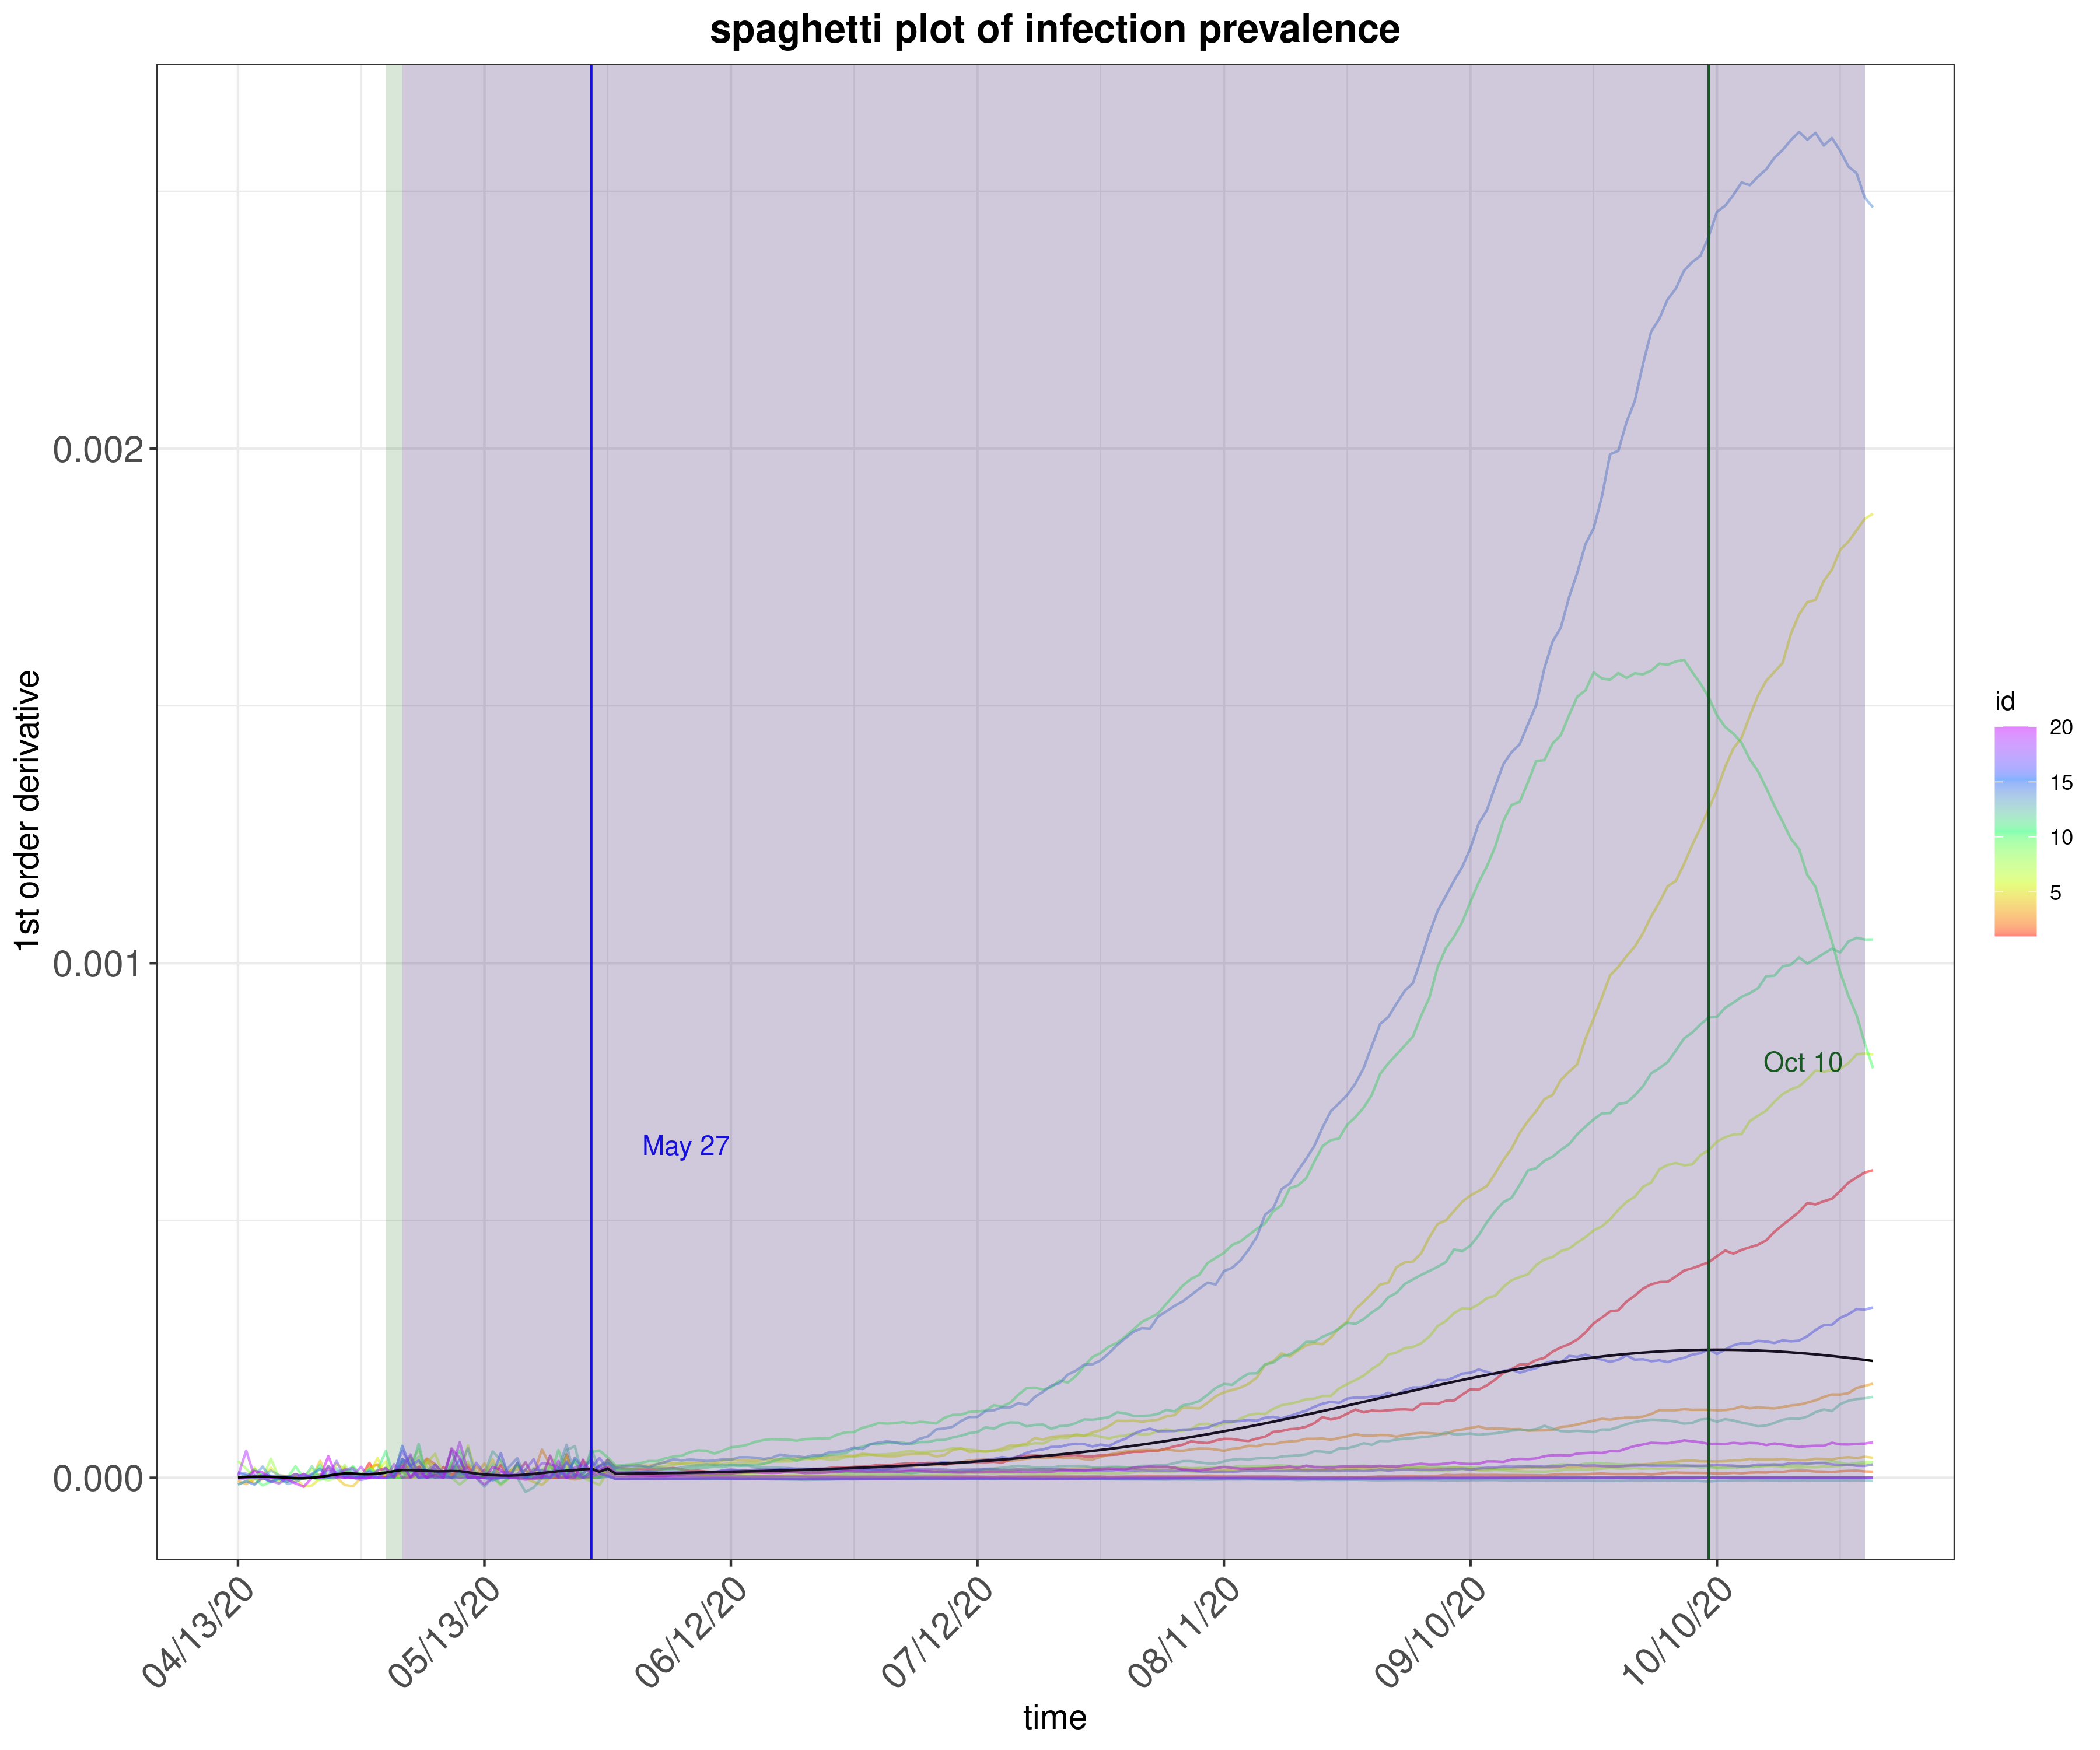 spaghetti plot of infection prevalence
1st order derivative
0.002
0.001
0.000
May 27
Oct 10
04/13/20
05/13/20
06/12/20
07/12/20
08/11/20
09/10/20
10/10/20
time
id
20
15
10
5